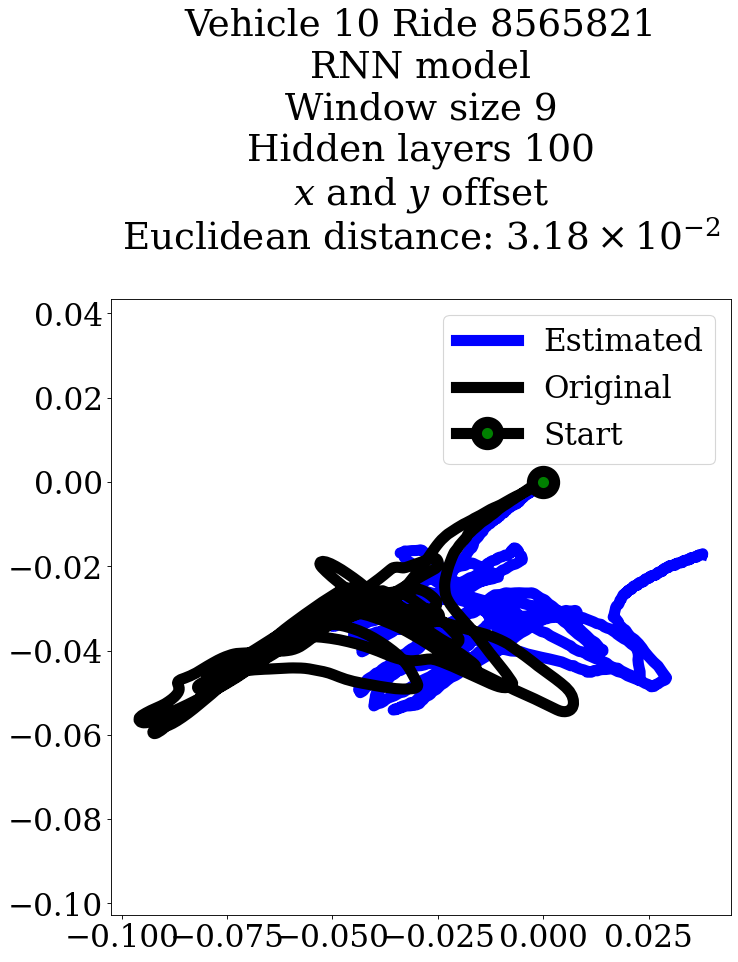 Vehicle 10 Ride 8565821
RNN model
Window size 9
Hidden layers 100
x and y offset
Euclidean distance: 3.18 × 10⁻²
Estimated
Original
Start
0.04
0.02
0.00
−0.02
−0.04
−0.06
−0.08
−0.10
−0.100 −0.075 −0.050 −0.025 0.000 0.025